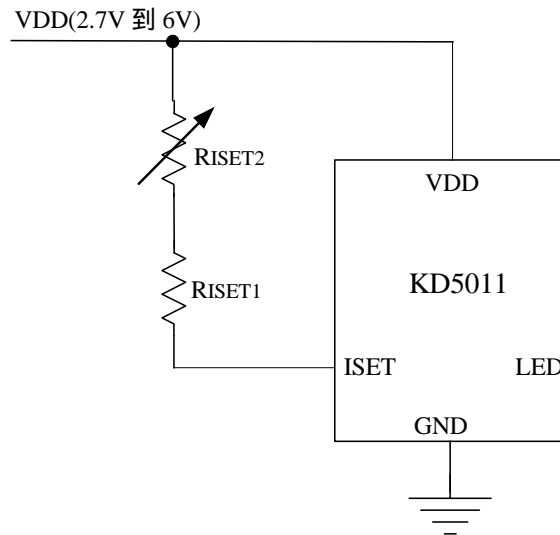 VDD(2.7V 到 6V)
RISET2
VDD
KD5011
RISET1
ISET
LED
GND